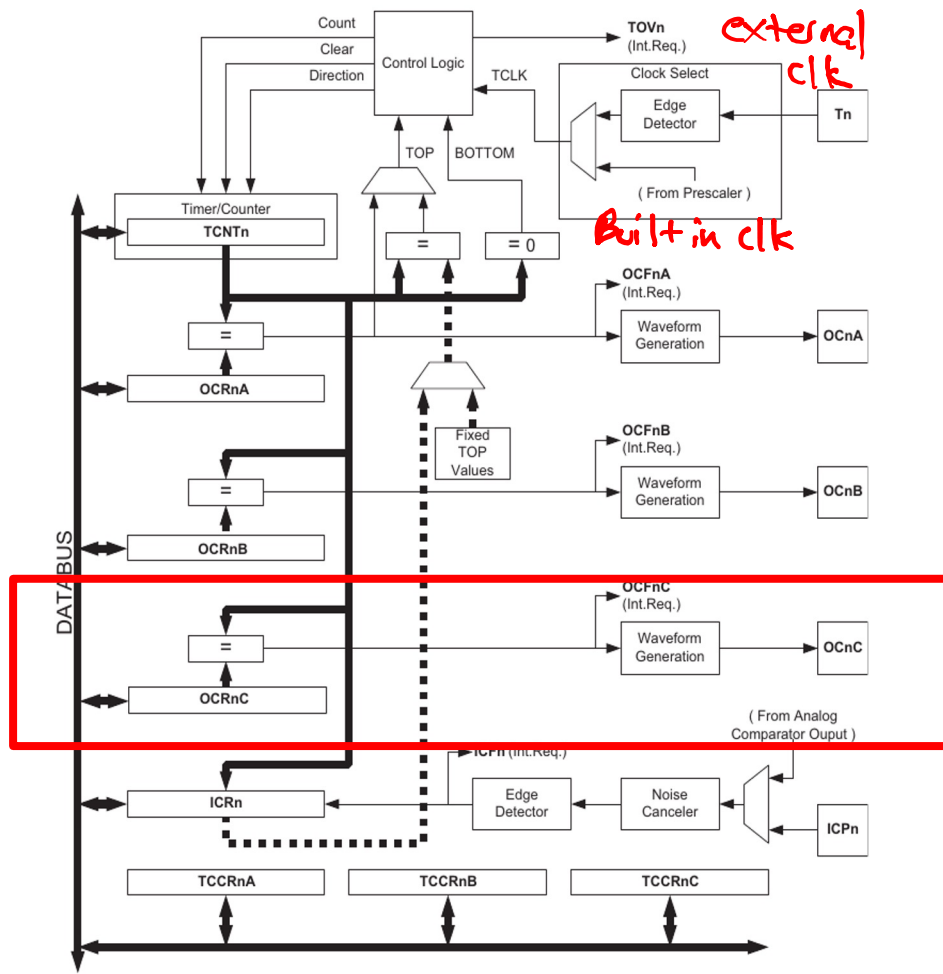 Count
Clear
Direction
Control Logic
TOVn
(Int.Req.)
external
clk
TCLK
Clock Select
Edge
Detector
Tn
TOP
BOTTOM
( From Prescaler )
Built in clk
Timer/Counter
TCNTn
=
= 0
=
OCRnA
OCFnA
(Int.Req.)
Waveform
Generation
OCnA
Fixed
TOP
Values
=
OCRnB
OCFnB
(Int.Req.)
Waveform
Generation
OCnB
DATABUS
=
OCRnC
OCFnC
(Int.Req.)
Waveform
Generation
OCnC
( From Analog
Comparator Ouput )
ICFn (Int.Req.)
ICRn
Edge
Detector
Noise
Canceler
ICPn
TCCRnA
TCCRnB
TCCRnC